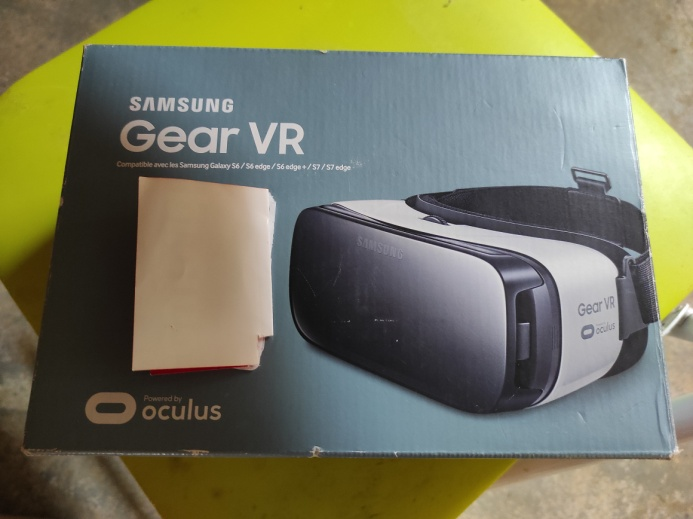 SAMSUNG
Gear VR
Compatible avec les Samsung Galaxy S6 / S6 edge / S6 edge+ / S7 / S7 edge
SAMSUNG
Gear VR
oculus
Powered by
oculus